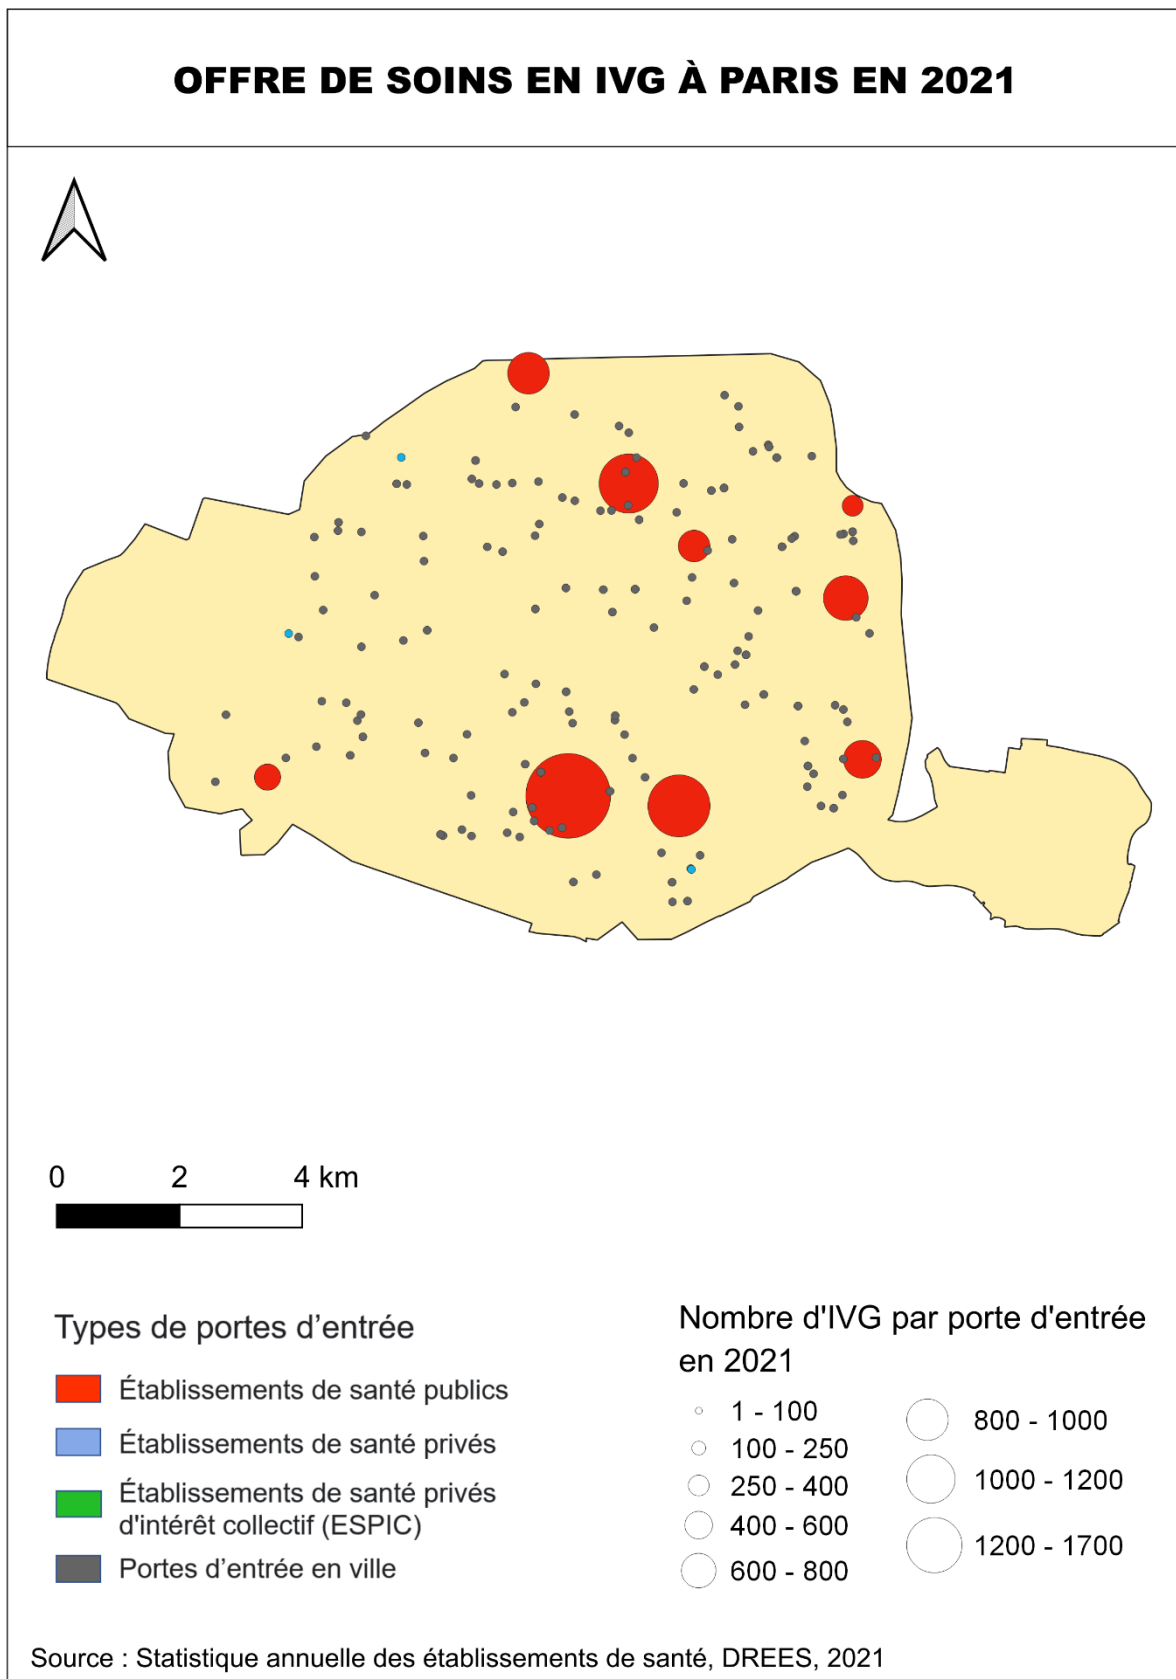 OFFRE DE SOINS EN IVG À PARIS EN 2021
0 2 4 km
Types de portes d’entrée
Établissements de santé publics
Établissements de santé privés
Établissements de santé privés
d'intérêt collectif (ESPIC)
Portes d’entrée en ville
Nombre d'IVG par porte d'entrée
en 2021
1 - 100
100 - 250
250 - 400
400 - 600
600 - 800
800 - 1000
1000 - 1200
1200 - 1700
Source : Statistique annuelle des établissements de santé, DREES, 2021